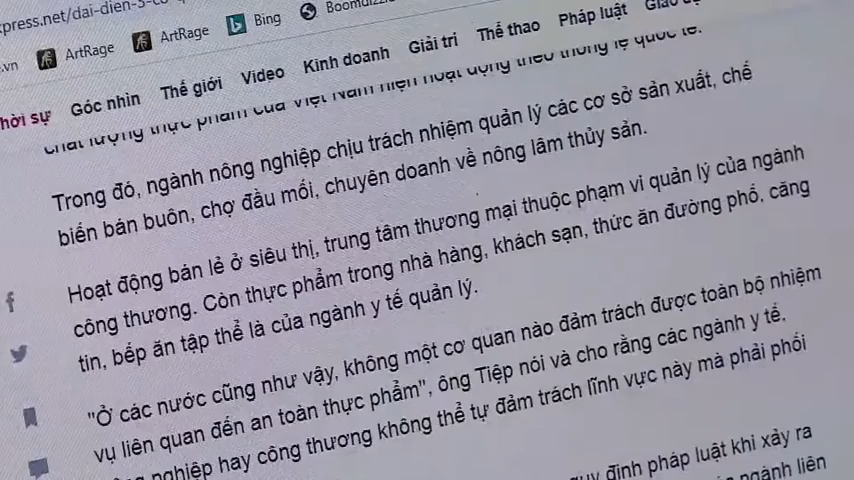 xpress.net/dai-dien-3-co
.vn ArtRage ArtRage Bing Boomdizz
hời sự Góc nhìn Thế giới Video Kinh doanh Giải trí Thể thao Pháp luật Giáo dụ
chất lượng thực phẩm của Việt Nam hiện hoạt động theo thông lệ quốc tế.
Trong đó, ngành nông nghiệp chịu trách nhiệm quản lý các cơ sở sản xuất, chế
biến bán buôn, chợ đầu mối, chuyên doanh về nông lâm thủy sản.
Hoạt động bán lẻ ở siêu thị, trung tâm thương mại thuộc phạm vi quản lý của ngành
công thương. Còn thực phẩm trong nhà hàng, khách sạn, thức ăn đường phố, căng
tin, bếp ăn tập thể là của ngành y tế quản lý.
"Ở các nước cũng như vậy, không một cơ quan nào đảm trách được toàn bộ nhiệm
vụ liên quan đến an toàn thực phẩm", ông Tiệp nói và cho rằng các ngành y tế,
nghiệp hay công thương không thể tự đảm trách lĩnh vực này mà phải phối
quy định pháp luật khi xảy ra
ngành liên